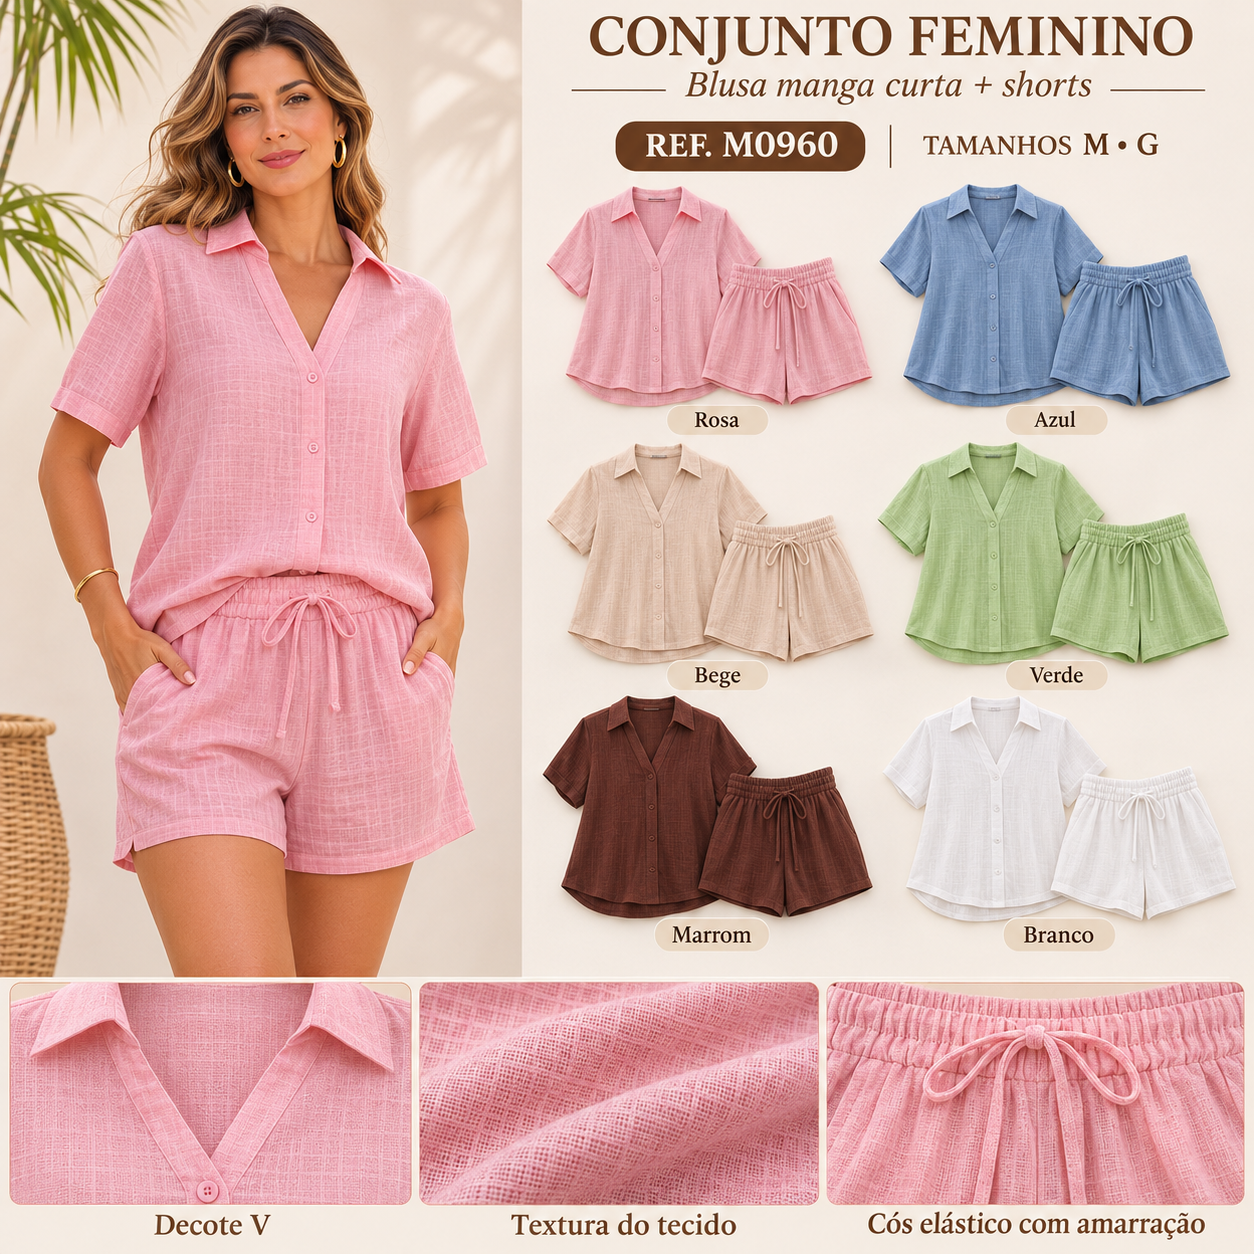 CONJUNTO FEMININO
Blusa manga curta + shorts
REF. M0960
TAMANHOS M • G
Rosa
Azul
Bege
Verde
Marrom
Branco
Decote V
Textura do tecido
Cós elástico com amarração